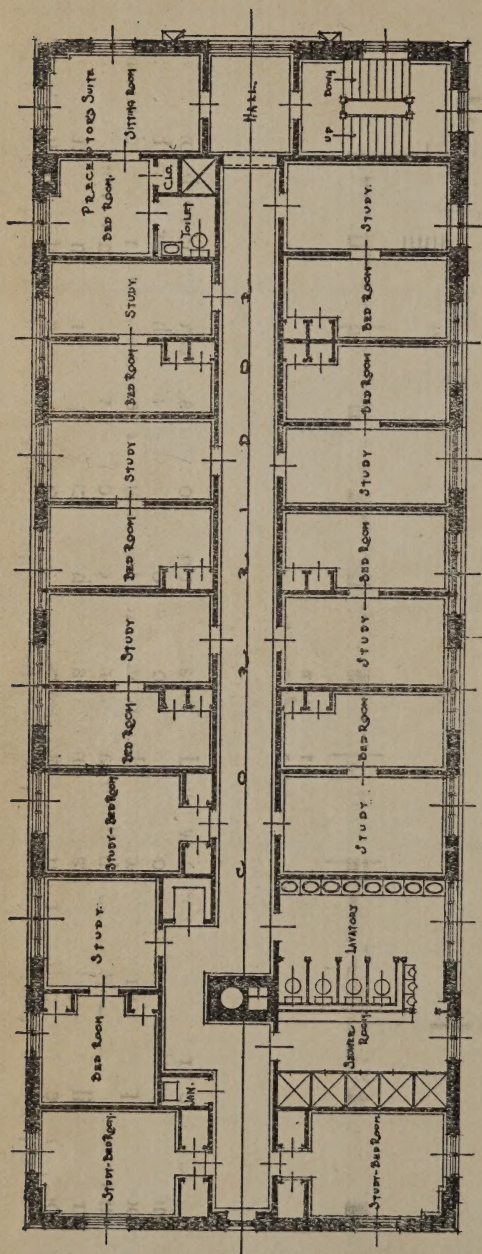 PRECEPTOR'S SUITE
SITTING ROOM
BED ROOM.
CLO.
TOILET
HALL.
DOWN
UP
STUDY.
BED ROOM
STUDY
BED ROOM
STUDY
BED ROOM
STUDY-BED ROOM
STUDY.
BED ROOM
JAN.
STUDY-BED ROOM.
CORRIDOR
STUDY.
BED ROOM
BED ROOM
STUDY
BED ROOM
STUDY
BED ROOM
STUDY
LAVATORY
SHOWER ROOM
STUDY-BED ROOM